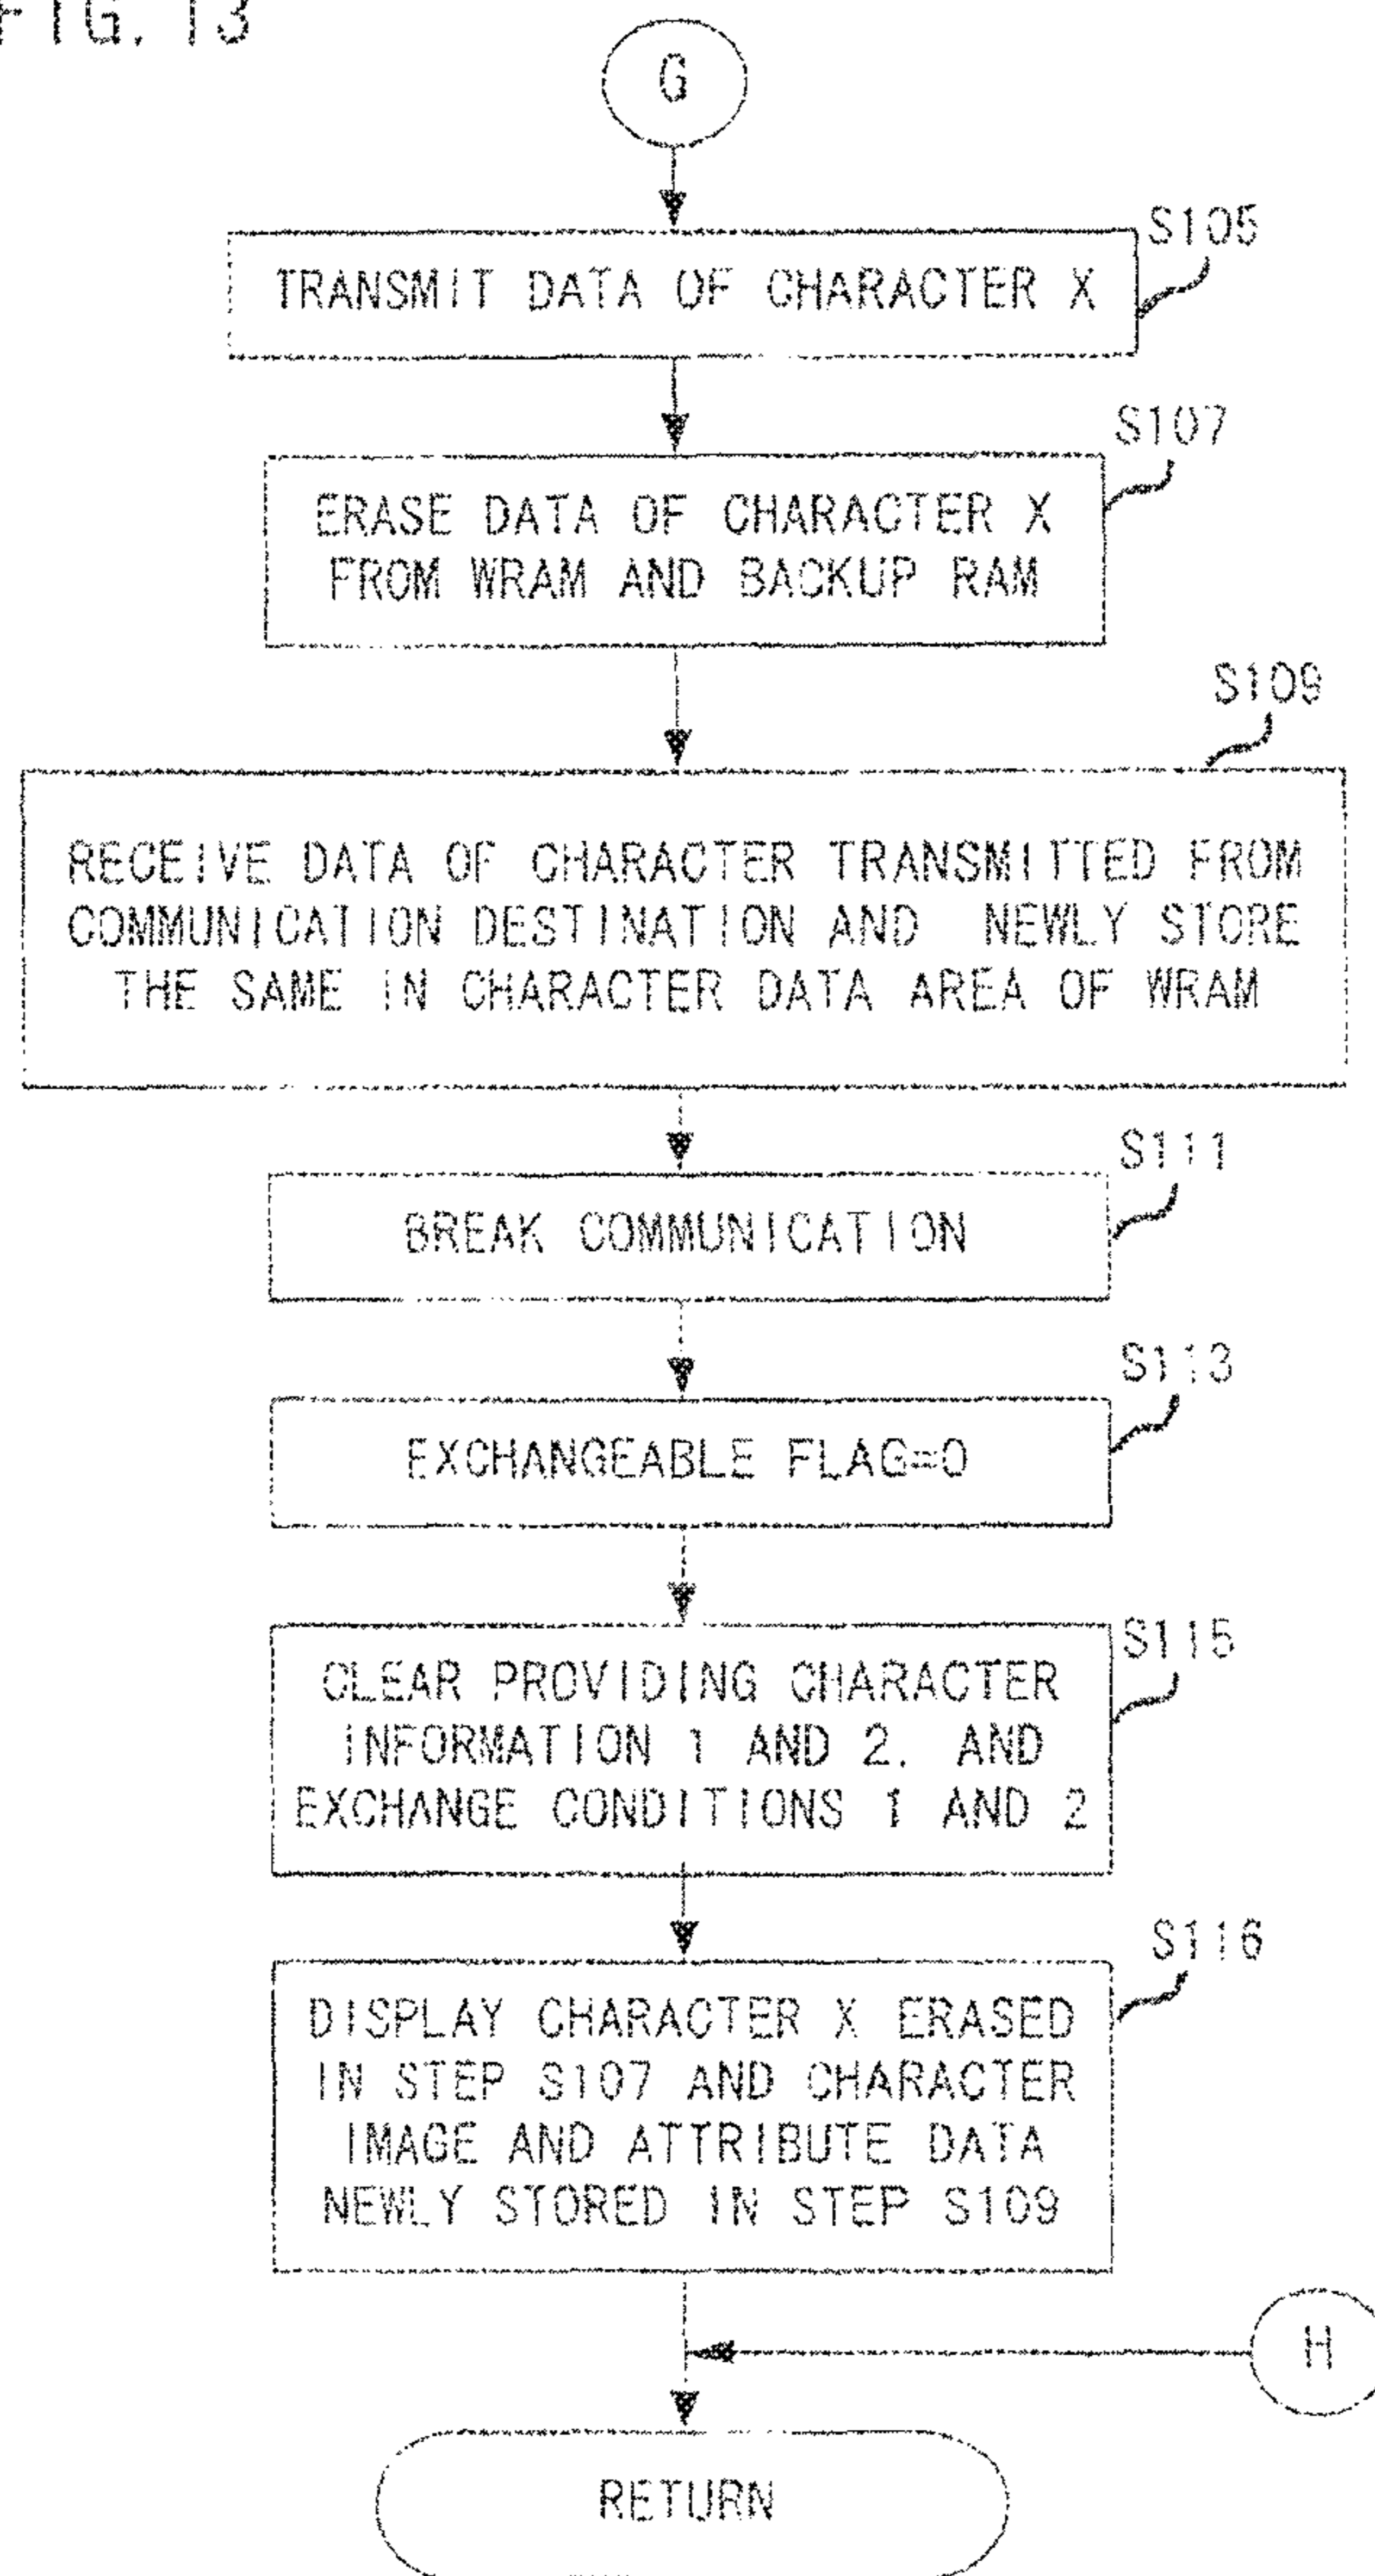 FIG. 13
G
S105
TRANSMIT DATA OF CHARACTER X
S107
ERASE DATA OF CHARACTER X
FROM WRAM AND BACKUP RAM
S109
RECEIVE DATA OF CHARACTER TRANSMITTED FROM
COMMUNICATION DESTINATION AND NEWLY STORE
THE SAME IN CHARACTER DATA AREA OF WRAM
S111
BREAK COMMUNICATION
S113
EXCHANGEABLE FLAG=0
S115
CLEAR PROVIDING CHARACTER
INFORMATION 1 AND 2. AND
EXCHANGE CONDITIONS 1 AND 2
S116
DISPLAY CHARACTER X ERASED
IN STEP S107 AND CHARACTER
IMAGE AND ATTRIBUTE DATA
NEWLY STORED IN STEP S109
H
RETURN